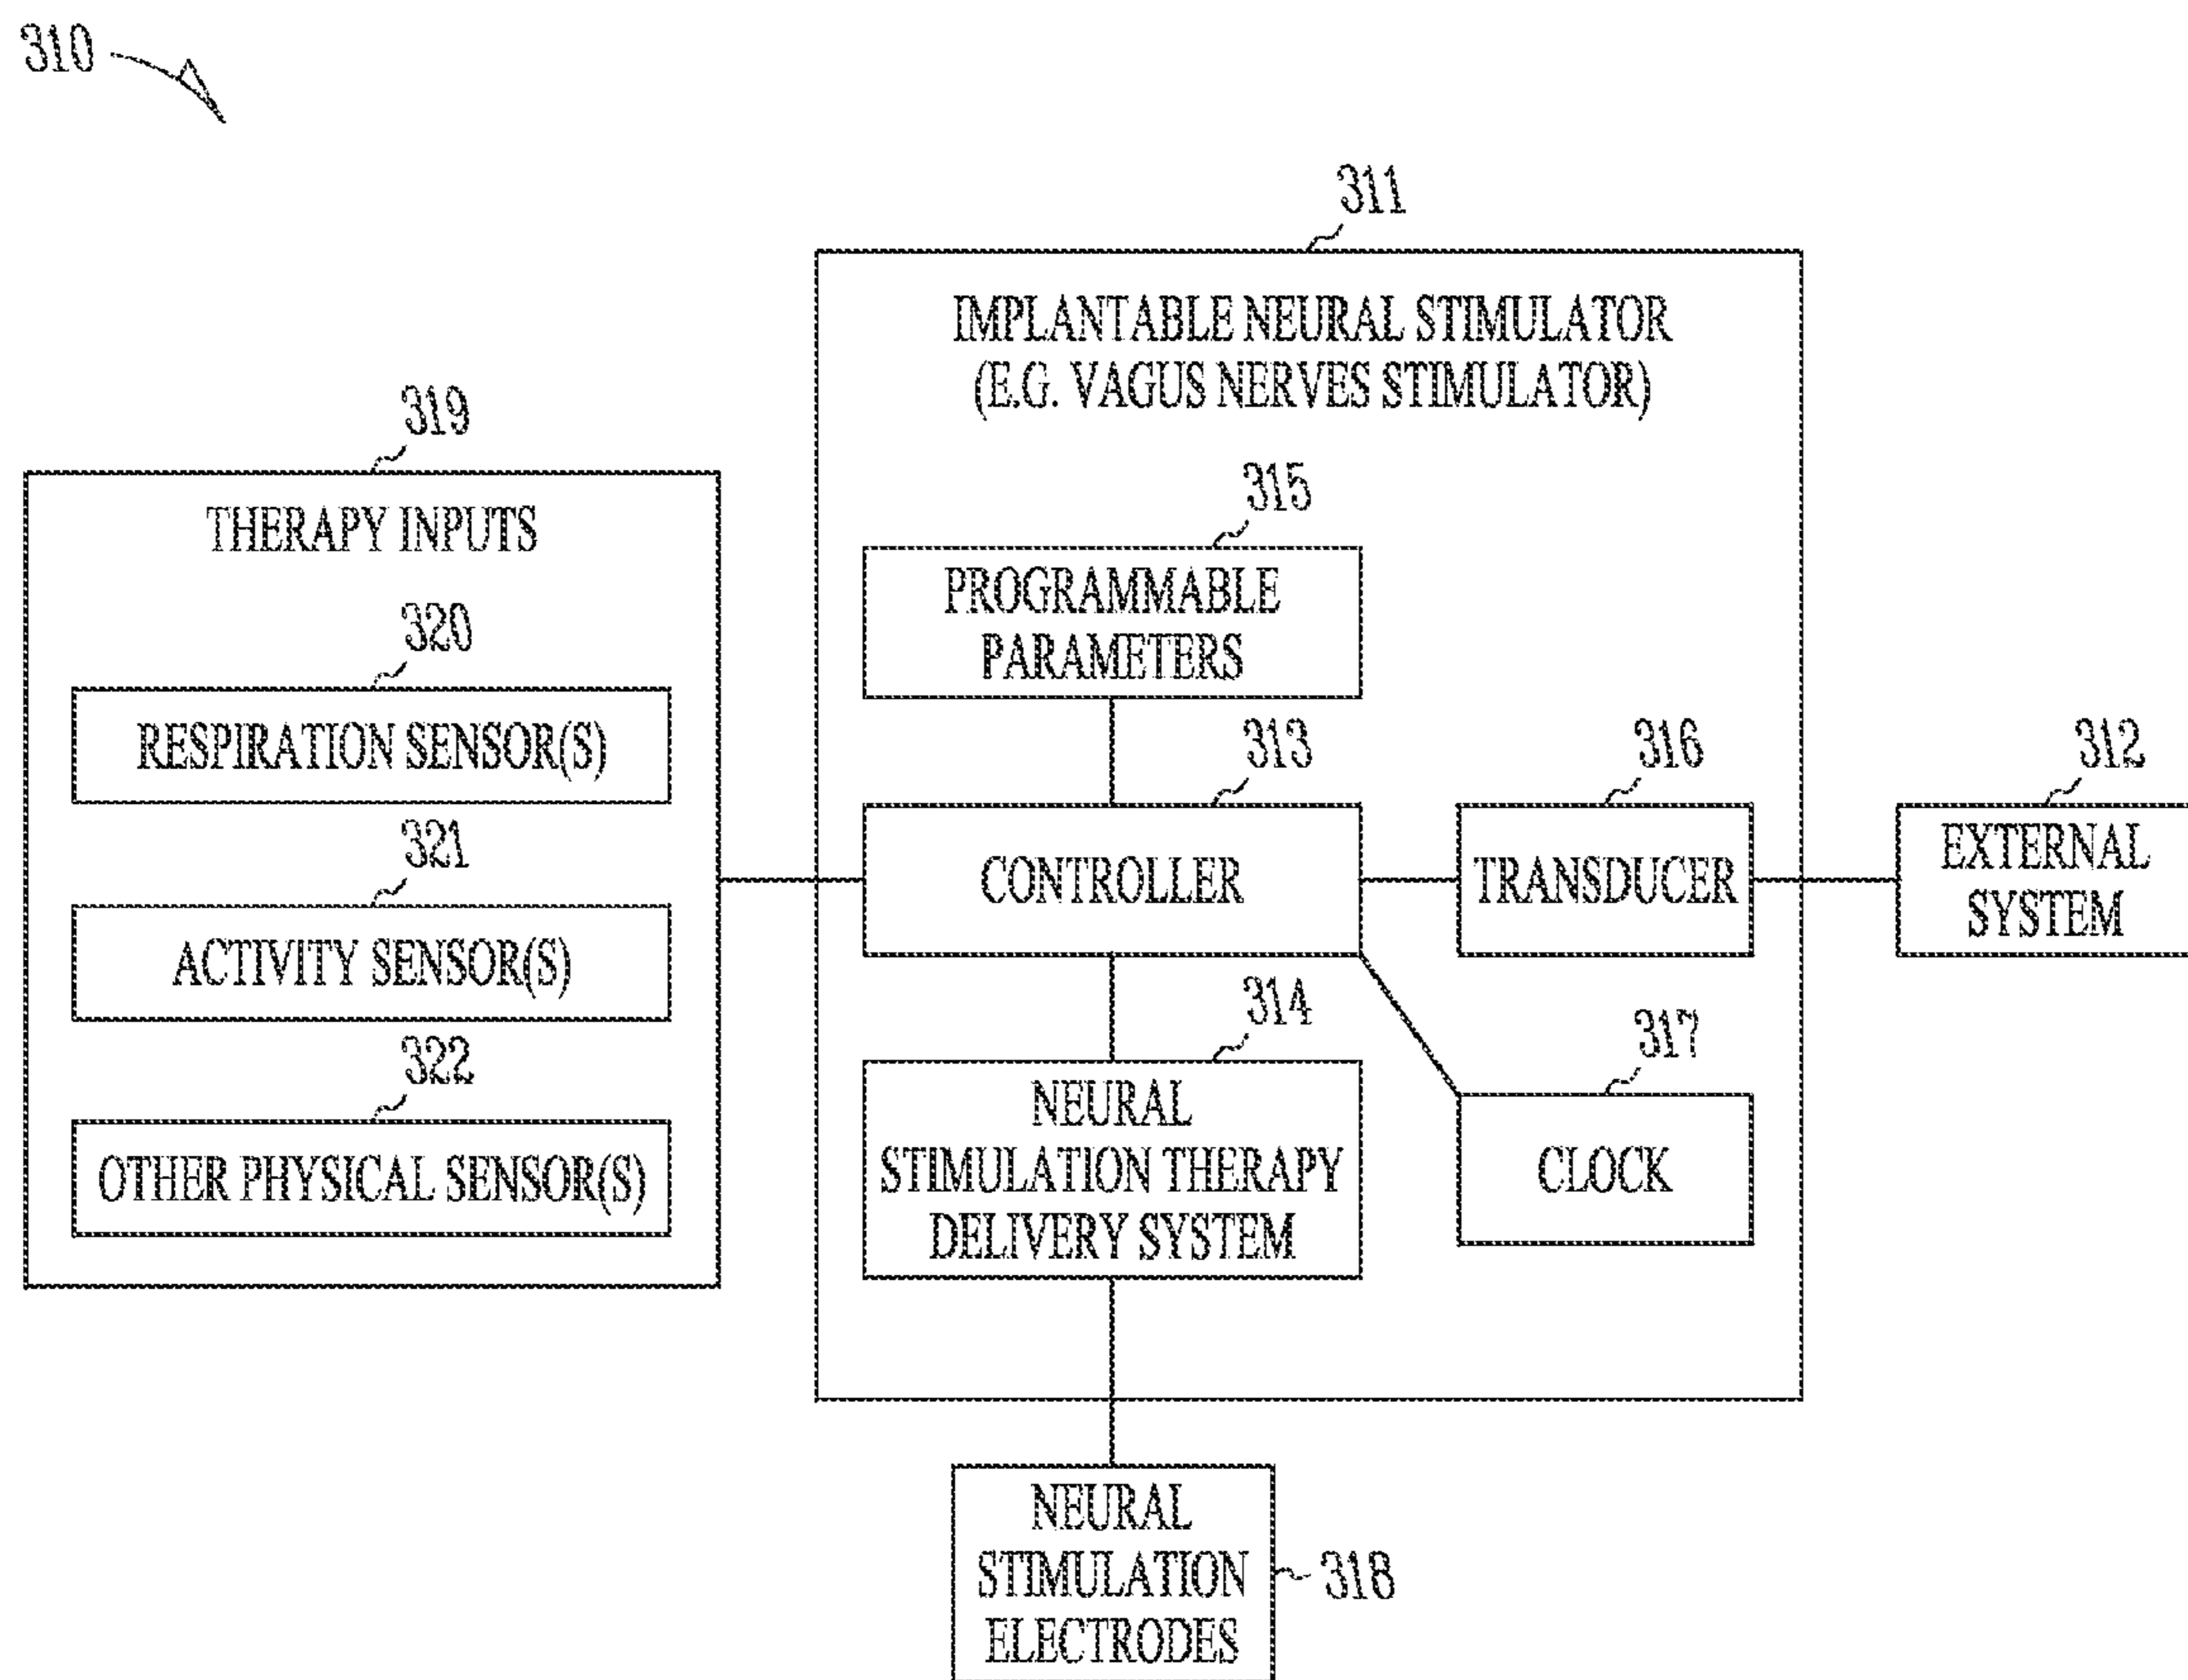 310
311
IMPLANTABLE NEURAL STIMULATOR
(E.G. VAGUS NERVES STIMULATOR)
319
THERAPY INPUTS
320
RESPIRATION SENSOR(S)
321
ACTIVITY SENSOR(S)
322
OTHER PHYSICAL SENSOR(S)
315
PROGRAMMABLE
PARAMETERS
313
CONTROLLER
316
TRANSDUCER
312
EXTERNAL
SYSTEM
314
NEURAL
STIMULATION THERAPY
DELIVERY SYSTEM
317
CLOCK
NEURAL
STIMULATION
ELECTRODES
318